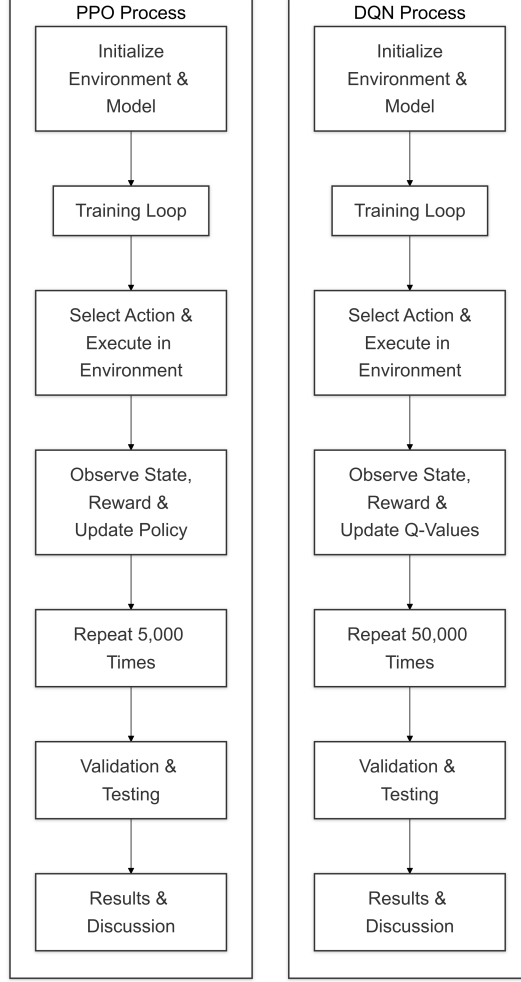 PPO Process
Initialize
Environment &
Model
Training Loop
Select Action &
Execute in
Environment
Observe State,
Reward &
Update Policy
Repeat 5,000
Times
Validation &
Testing
Results &
Discussion
DQN Process
Initialize
Environment &
Model
Training Loop
Select Action &
Execute in
Environment
Observe State,
Reward &
Update Q-Values
Repeat 50,000
Times
Validation &
Testing
Results &
Discussion